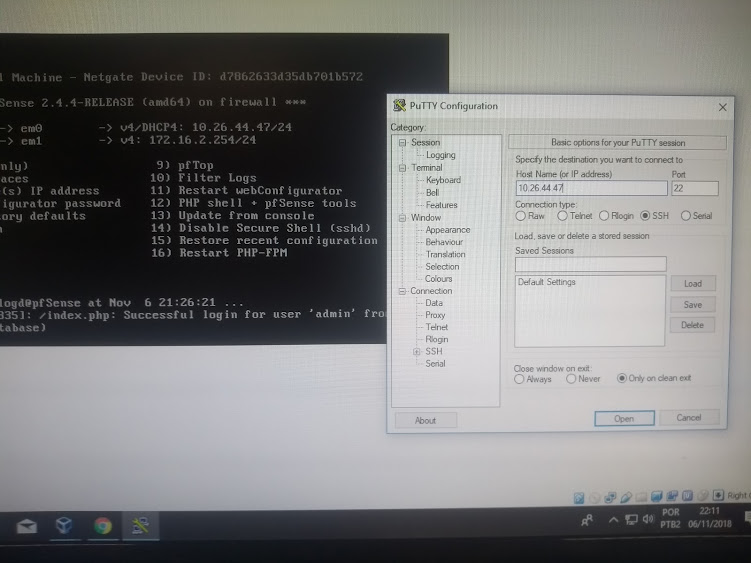 l Machine - Netgate Device ID: d7062633d35db701b572
Sense 2.4.4-RELEASE (amd64) on firewall ***
-> em0 -> v4/DHCP4: 10.26.44.47/24
-> em1 -> v4: 172.16.2.254/24
nly) 9) pfTop
aces 10) Filter Logs
e(s) IP address 11) Restart webConfigurator
igurator password 12) PHP shell + pfSense tools
tory defaults 13) Update from console
14) Disable Secure Shell (sshd)
15) Restore recent configuration
16) Restart PHP-FPM
logd@pfSense at Nov 6 21:26:21 ...
335]: /index.php: Successful login for user 'admin' fro
tabase)
PuTTY Configuration
Category:
Session
Logging
Terminal
Keyboard
Bell
Features
Window
Appearance
Behaviour
Translation
Selection
Colours
Connection
Data
Proxy
Telnet
Rlogin
SSH
Serial
Basic options for your PuTTY session
Specify the destination you want to connect to
Host Name (or IP address) Port
10.26.44.47 22
Connection type:
Raw Telnet Rlogin SSH Serial
Load, save or delete a stored session
Saved Sessions
Default Settings
Load
Save
Delete
Close window on exit:
Always Never Only on clean exit
About Open Cancel
Right
POR 22:11
PTB2 06/11/2018